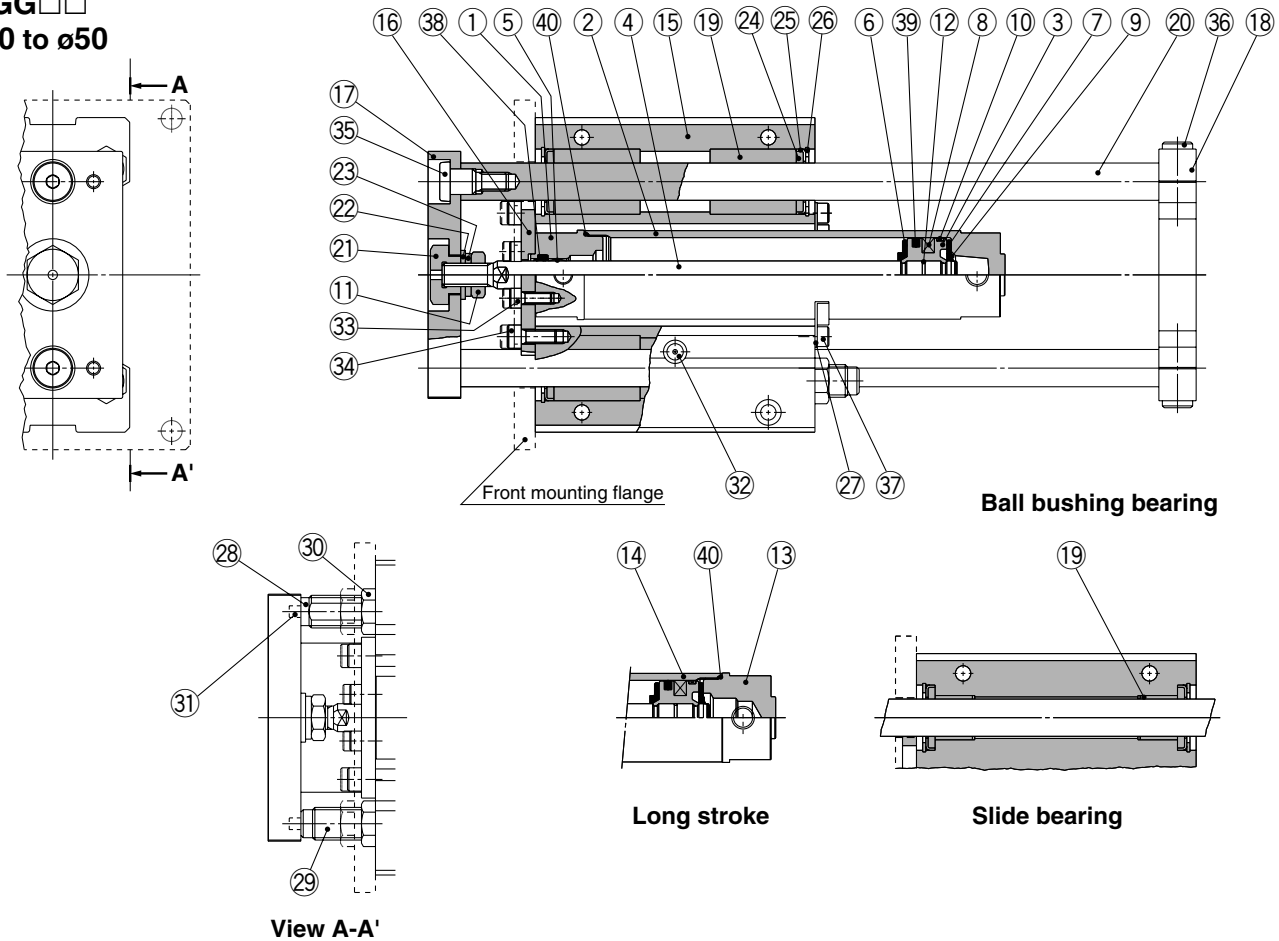 GG□□
0 to ø50
A
A'
⑯ ㊳ ① ⑤ ㊵ ② ④ ⑮ ⑲ ㉔ ㉕ ㉖ ⑥ ㊴ ⑫ ⑧ ⑩ ③ ⑦ ⑨ ⑳ ㊱ ⑱
⑰
㉟
㉓
㉒
㉑
⑪
㉝
㉞
Front mounting flange
㉜ ㉗ ㊲
Ball bushing bearing
㉘ ㉚
㉛
㉙
View A-A'
⑭ ㊵ ⑬
Long stroke
⑲
Slide bearing